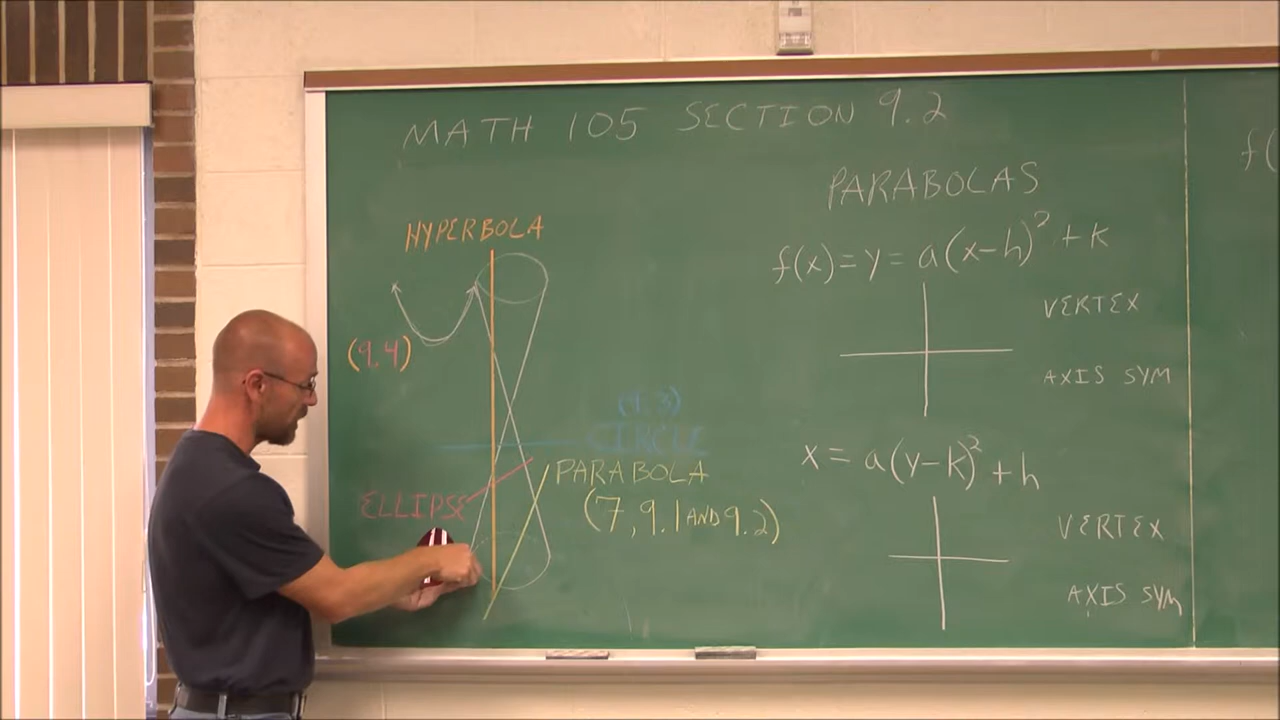 MATH 105 SECTION 9.2
HYPERBOLA
(9.4)
(9.3)
CIRCLE
ELLIPSE
PARABOLA
(7, 9.1 AND 9.2)
PARABOLAS
f(x) = y = a(x-h)² + k
VERTEX
AXIS SYM
x = a(y-k)² + h
VERTEX
AXIS SYM
f(